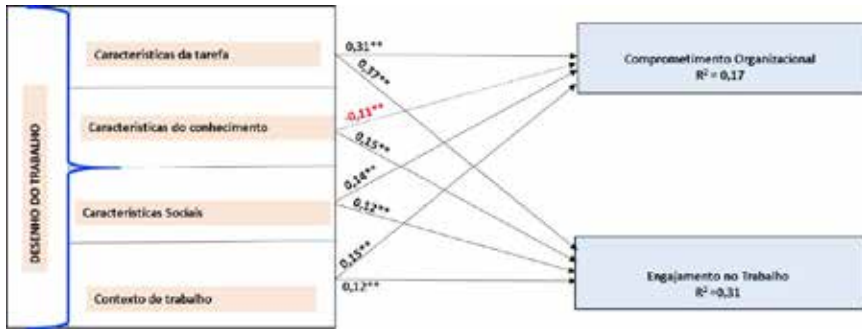 DESENHO DO TRABALHO
Características da tarefa
Características do conhecimento
Características Sociais
Contexto de trabalho
0,31**
0,37**
-0,11**
0,15**
0,14**
0,12**
0,15**
0,12**
Comprometimento Organizacional
R² = 0,17
Engajamento no Trabalho
R² =0,31